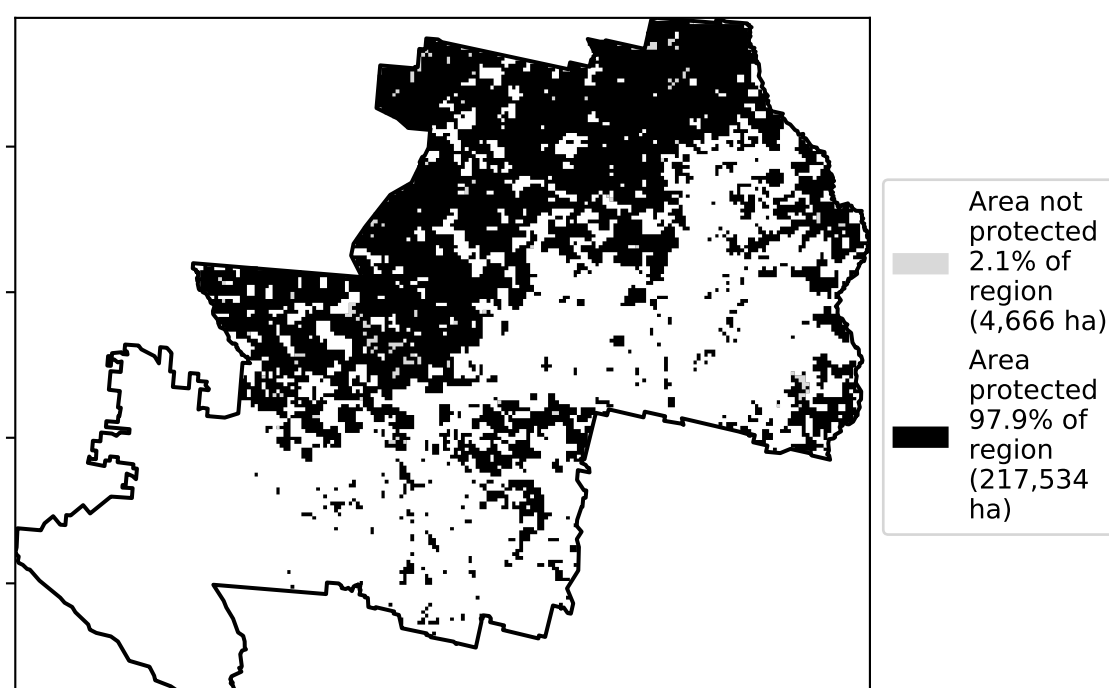 Area not
protected
2.1% of
region
(4,666 ha)
Area
protected
97.9% of
region
(217,534
ha)